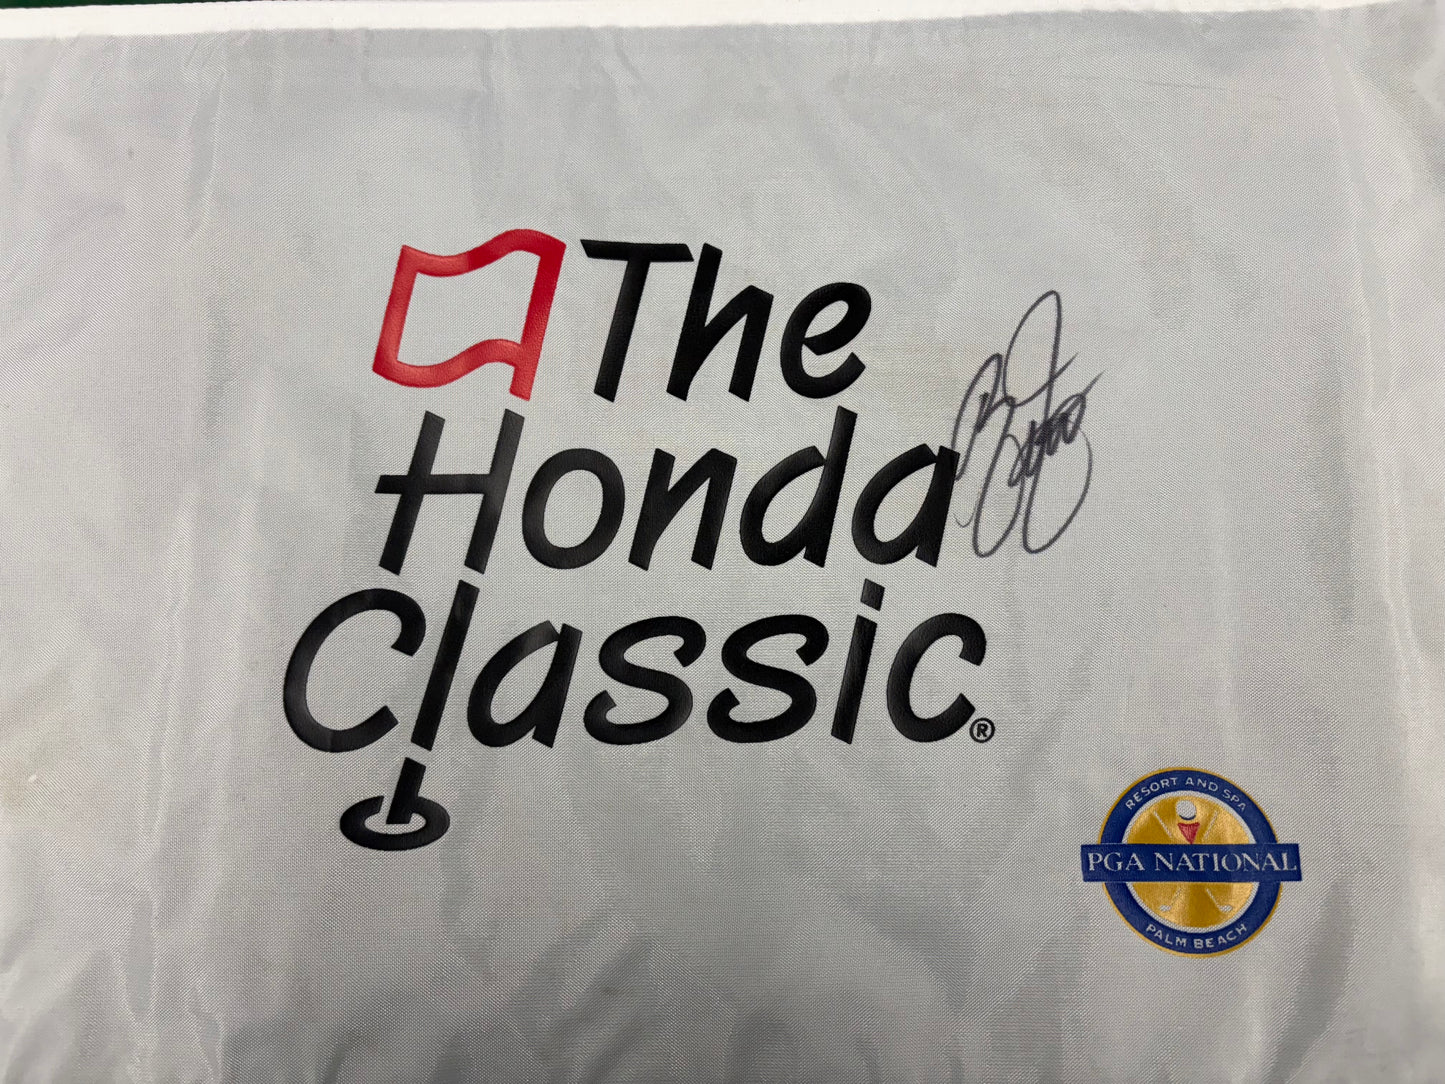 The
Honda
Classic®
RESORT AND SPA
PGA NATIONAL
PALM BEACH